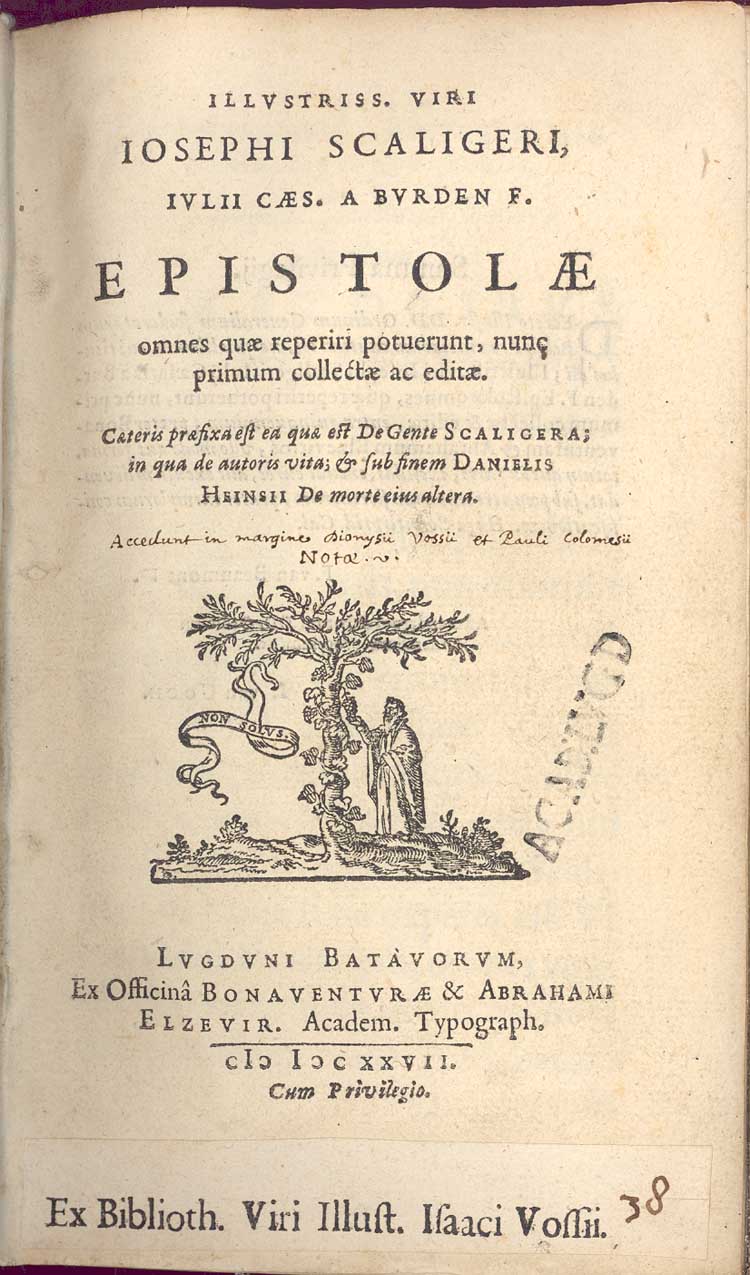 ILLVSTRISS. VIRI
IOSEPHI SCALIGERI,
IVLII CÆS. A BVRDEN F.
EPISTOLÆ
omnes quæ reperiri potuerunt, nunc
primum collectæ ac editæ.
Cæteris præfixa est ea quæ est De Gente SCALIGERA;
in qua de autoris vita; & sub finem DANIELIS
HEINSII De morte eius altera.
Accedunt in margine Dionysii Vossii et Pauli Colomesii
Notæ.
NON SOLVS.
ACAD.LVGD
LVGDVNI BATAVORVM,
Ex Officinâ BONAVENTVRÆ & ABRAHAMI
ELZEVIR. Academ. Typograph.
cIↄ Iↄc XXVII.
Cum Privilegio.
Ex Biblioth. Viri Illust. Isaaci Vossii.
38